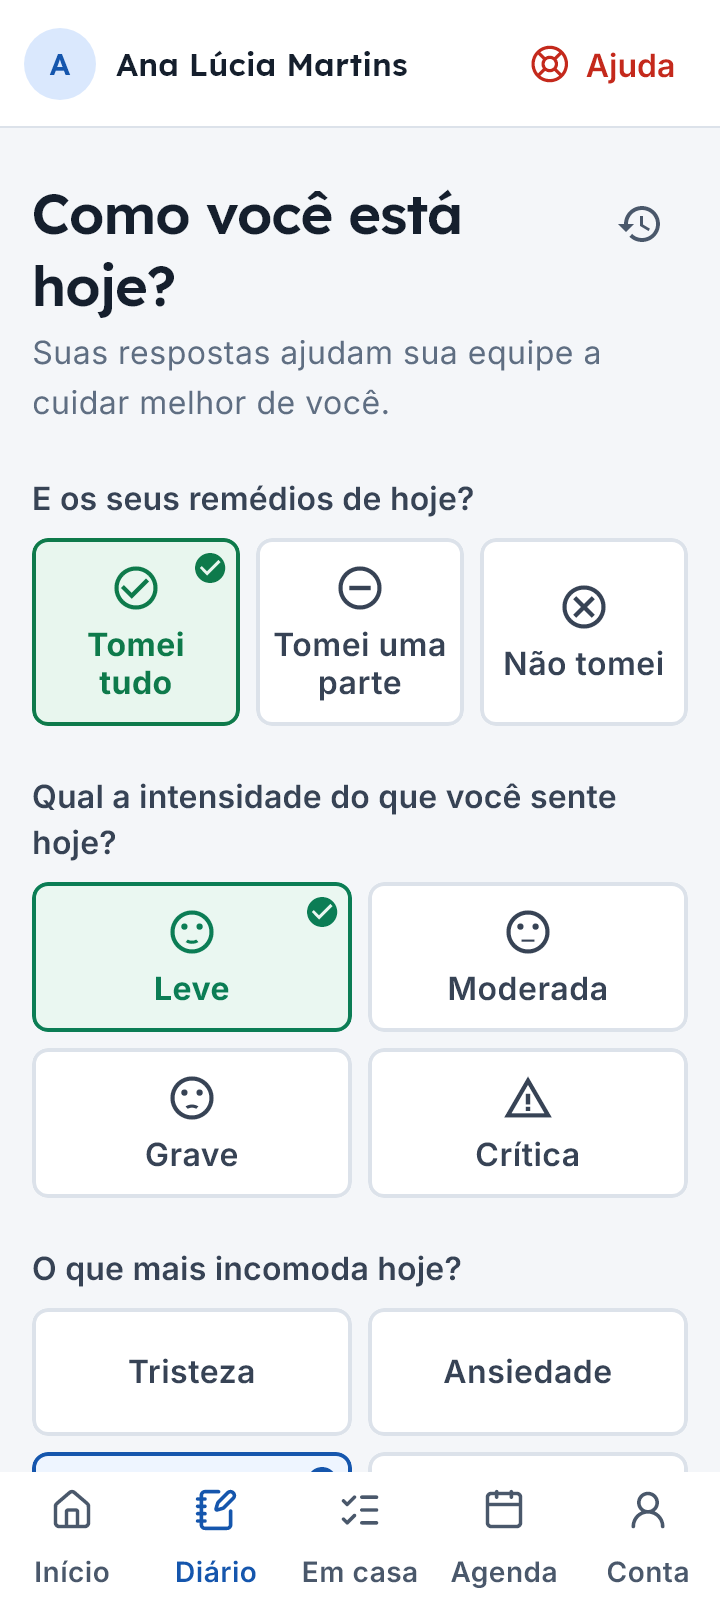 A
Ana Lúcia Martins
Ajuda
Como você está
hoje?
Suas respostas ajudam sua equipe a
cuidar melhor de você.
E os seus remédios de hoje?
Tomei
tudo
Tomei uma
parte
Não tomei
Qual a intensidade do que você sente
hoje?
Leve
Moderada
Grave
Crítica
O que mais incomoda hoje?
Tristeza
Ansiedade
Início
Diário
Em casa
Agenda
Conta